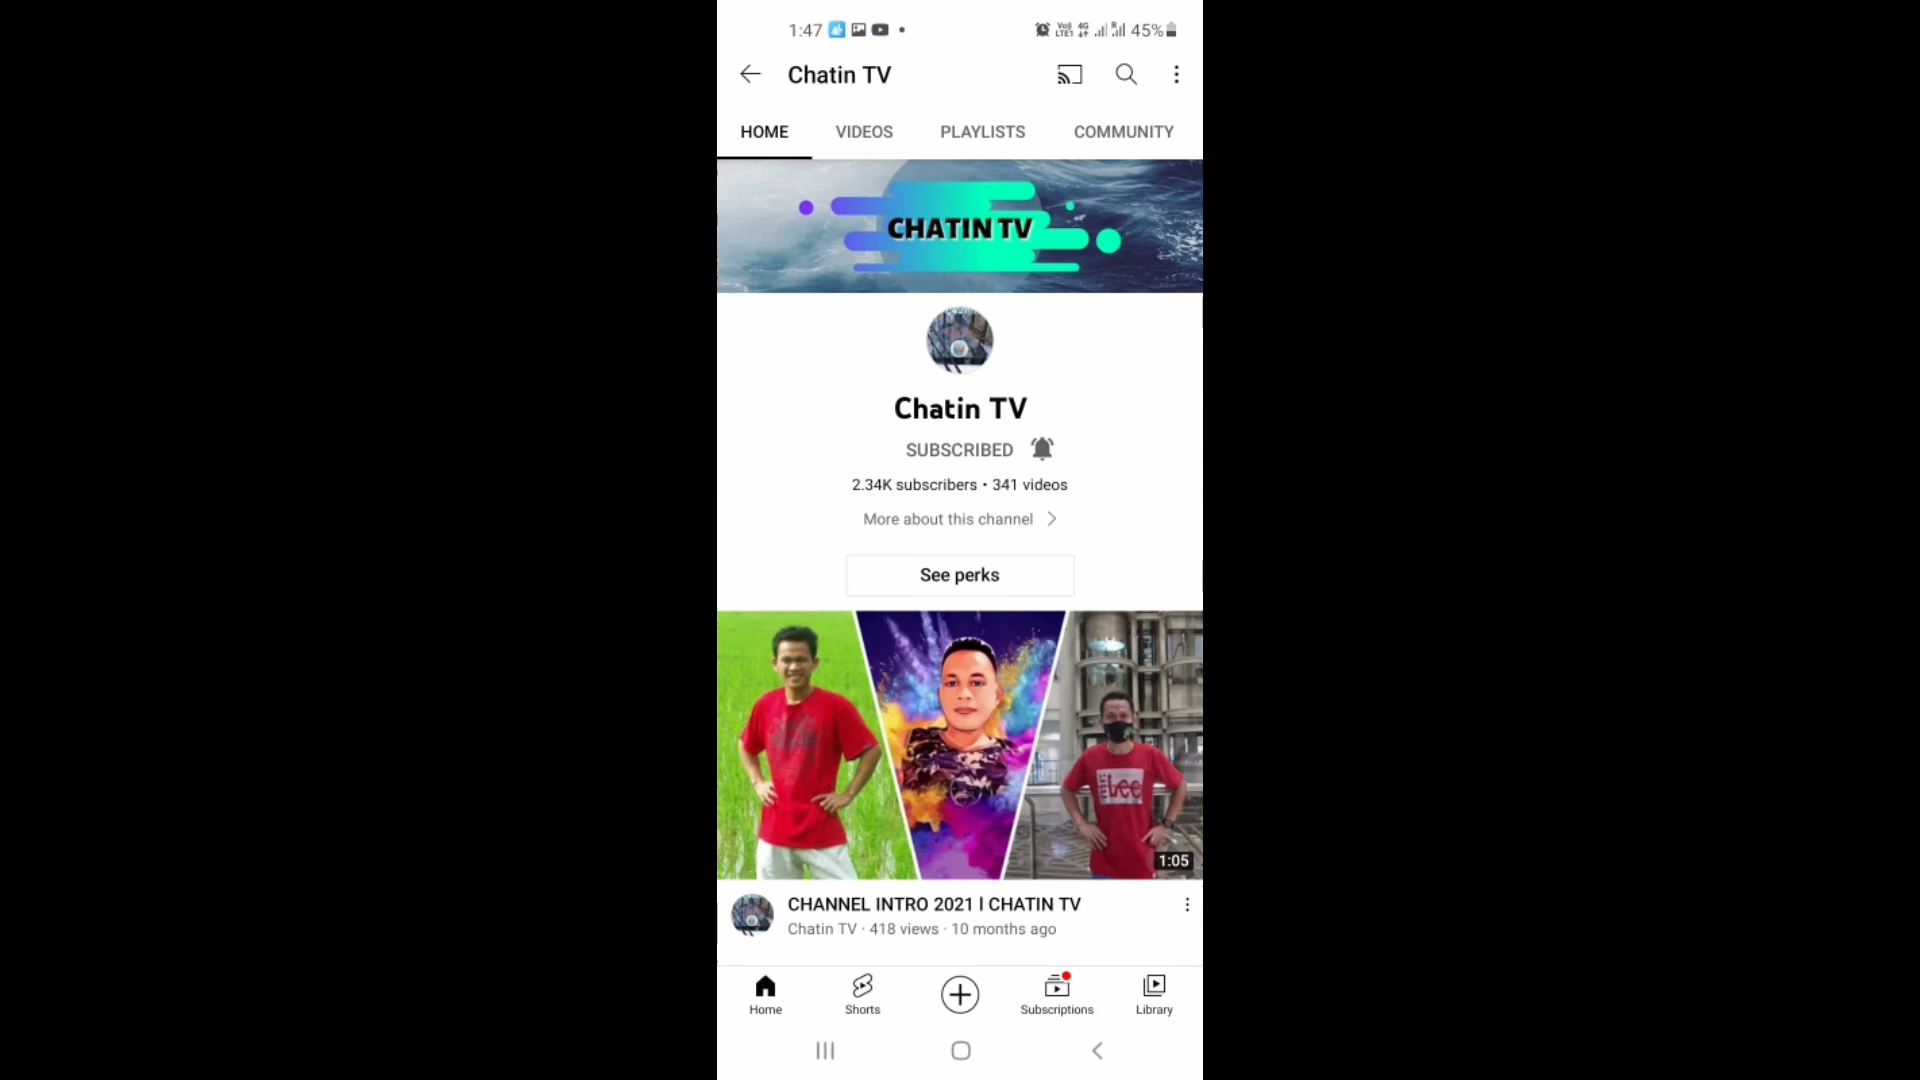 1:47
45%
Chatin TV
HOME VIDEOS PLAYLISTS COMMUNITY
CHATIN TV
Chatin TV
SUBSCRIBED
2.34K subscribers • 341 videos
More about this channel
See perks
Lee
1:05
CHANNEL INTRO 2021 l CHATIN TV
Chatin TV · 418 views · 10 months ago
Home Shorts Subscriptions Library